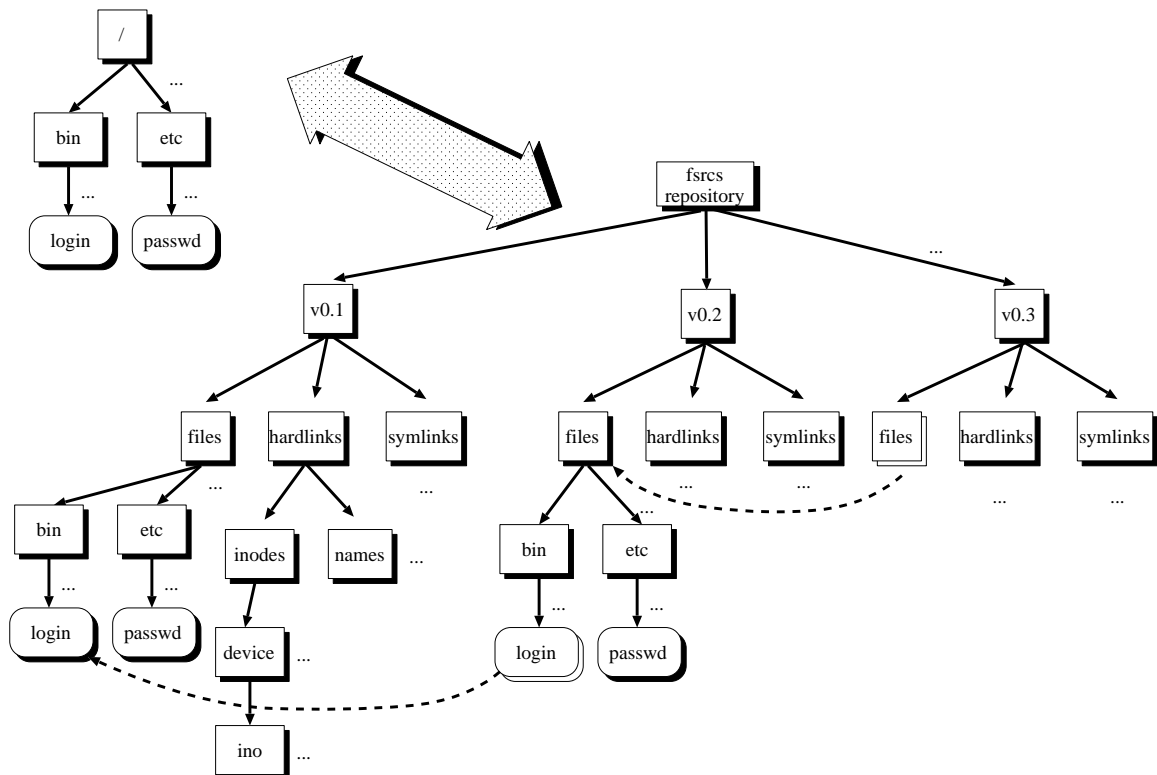 /
...
bin
etc
...
...
login
passwd
fsrcs
repository
...
v0.1
v0.2
v0.3
files
hardlinks
symlinks
files
hardlinks
symlinks
files
hardlinks
symlinks
...
...
...
...
...
...
...
bin
etc
inodes
names
...
bin
etc
...
...
...
...
login
passwd
device
...
login
passwd
ino
...